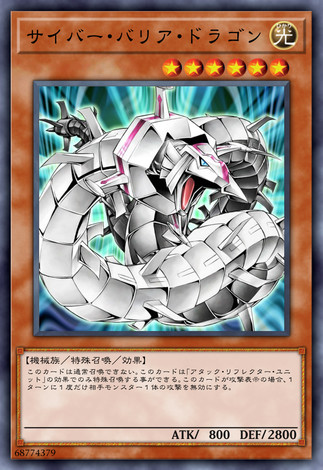 サイバー・バリア・ドラゴン
光
【機械族／特殊召喚／効果】
このカードは通常召喚できない。このカードは「アタック・リフレクター・ユ
ニット」の効果でのみ特殊召喚する事ができる。このカードが攻撃表示の場合、1
ターンに1度だけ相手モンスター1体の攻撃を無効にする。
ATK/ 800 DEF/2800
68774379